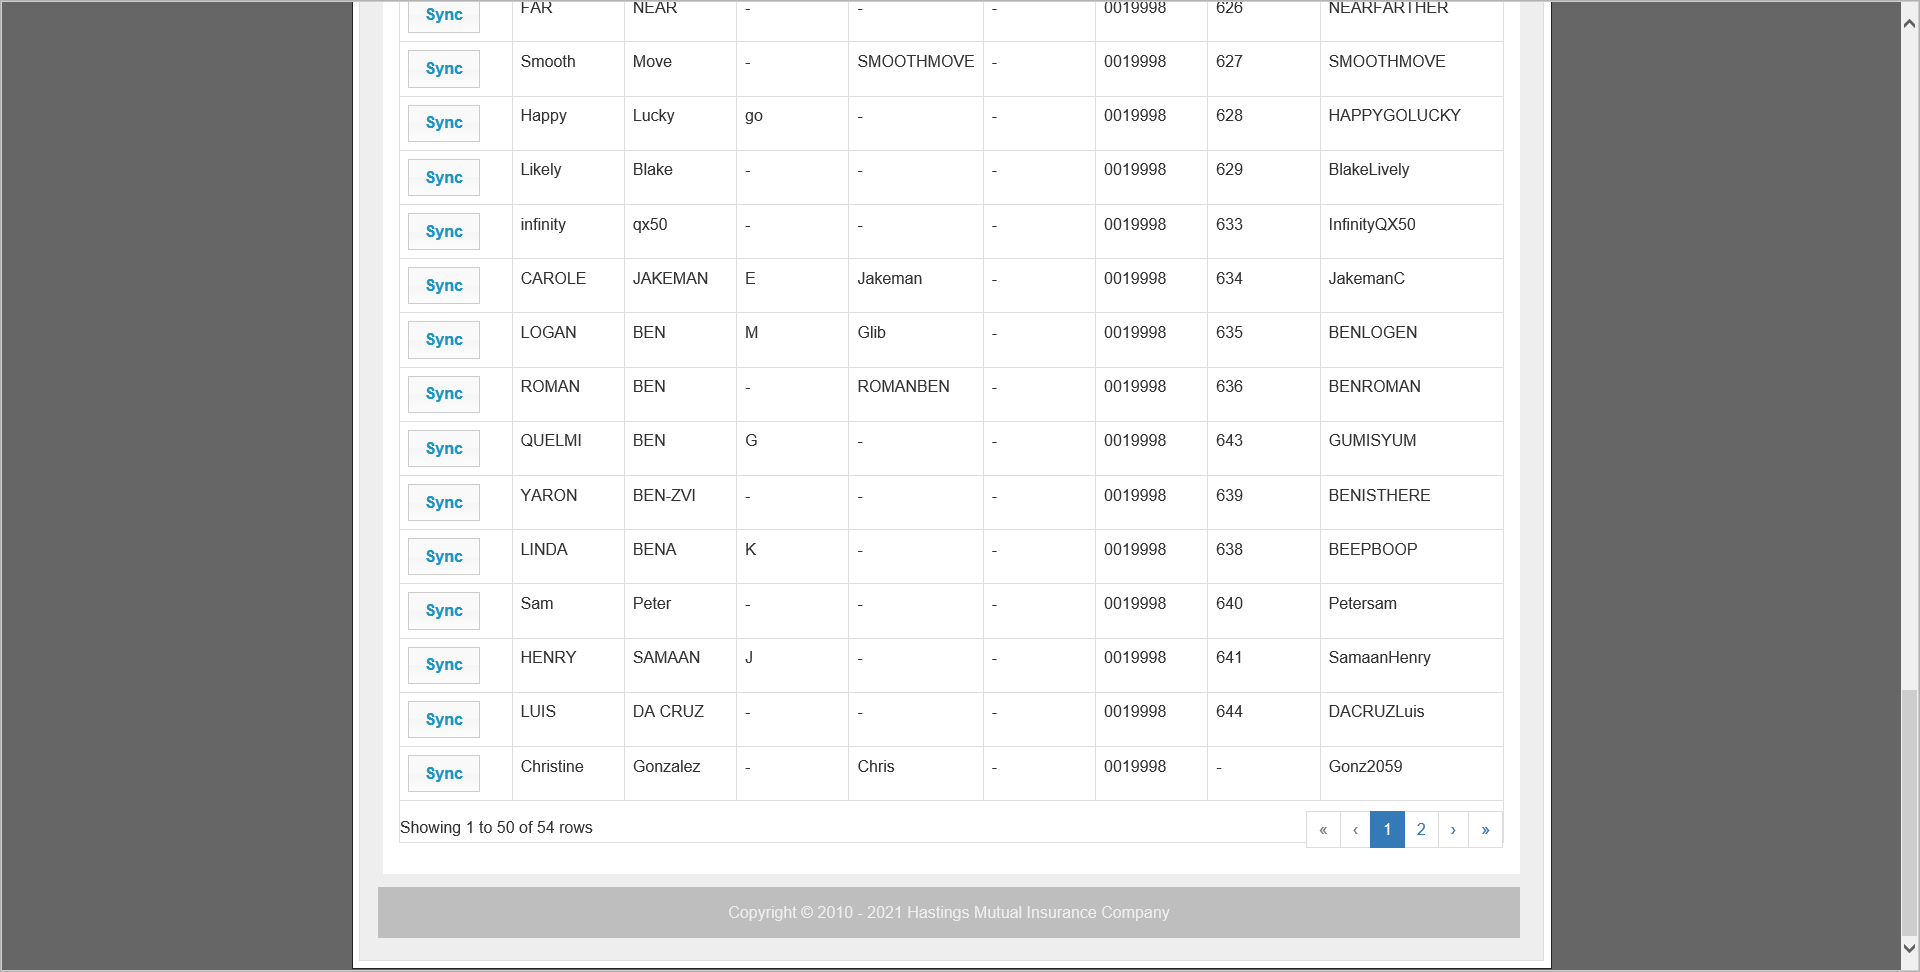 Sync FAR NEAR - - - 0019998 626 NEARFARTHER
Sync Smooth Move - SMOOTHMOVE - 0019998 627 SMOOTHMOVE
Sync Happy Lucky go - - 0019998 628 HAPPYGOLUCKY
Sync Likely Blake - - - 0019998 629 BlakeLively
Sync infinity qx50 - - - 0019998 633 InfinityQX50
Sync CAROLE JAKEMAN E Jakeman - 0019998 634 JakemanC
Sync LOGAN BEN M Glib - 0019998 635 BENLOGEN
Sync ROMAN BEN - ROMANBEN - 0019998 636 BENROMAN
Sync QUELMI BEN G - - 0019998 643 GUMISYUM
Sync YARON BEN-ZVI - - - 0019998 639 BENISTHERE
Sync LINDA BENA K - - 0019998 638 BEEPBOOP
Sync Sam Peter - - - 0019998 640 Petersam
Sync HENRY SAMAAN J - - 0019998 641 SamaanHenry
Sync LUIS DA CRUZ - - - 0019998 644 DACRUZLuis
Sync Christine Gonzalez - Chris - 0019998 - Gonz2059
Showing 1 to 50 of 54 rows « ‹ 1 2 › »
Copyright © 2010 - 2021 Hastings Mutual Insurance Company